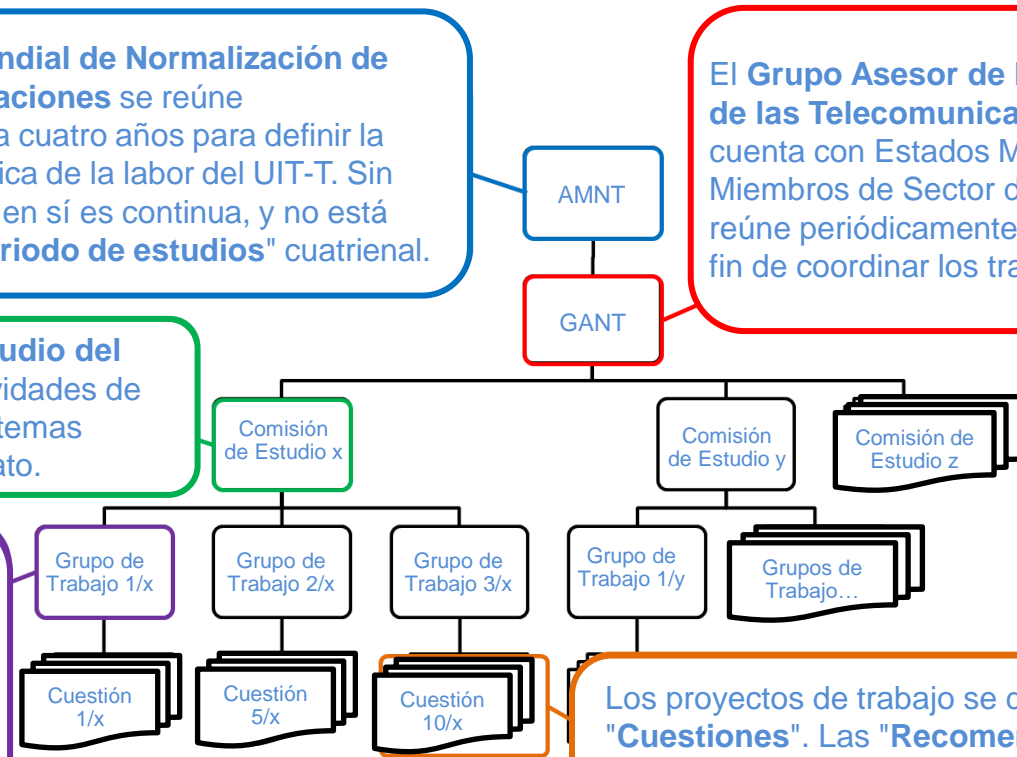 ndial de Normalización de
aciones se reúne
a cuatro años para definir la
ica de la labor del UIT-T. Sin
en sí es continua, y no está
riodo de estudios" cuatrienal.
El Grupo Asesor de
de las Telecomunica
cuenta con Estados M
Miembros de Sector d
reúne periódicamente
fin de coordinar los tra
AMNT
GANT
udio del
vidades de
temas
ato.
Comisión
de Estudio x
Comisión
de Estudio y
Comisión de
Estudio z
Grupo de
Trabajo 1/x
Grupo de
Trabajo 2/x
Grupo de
Trabajo 3/x
Grupo de
Trabajo 1/y
Grupos de
Trabajo…
Cuestión
1/x
Cuestión
5/x
Cuestión
10/x
Los proyectos de trabajo se c
"Cuestiones". Las "Recomen